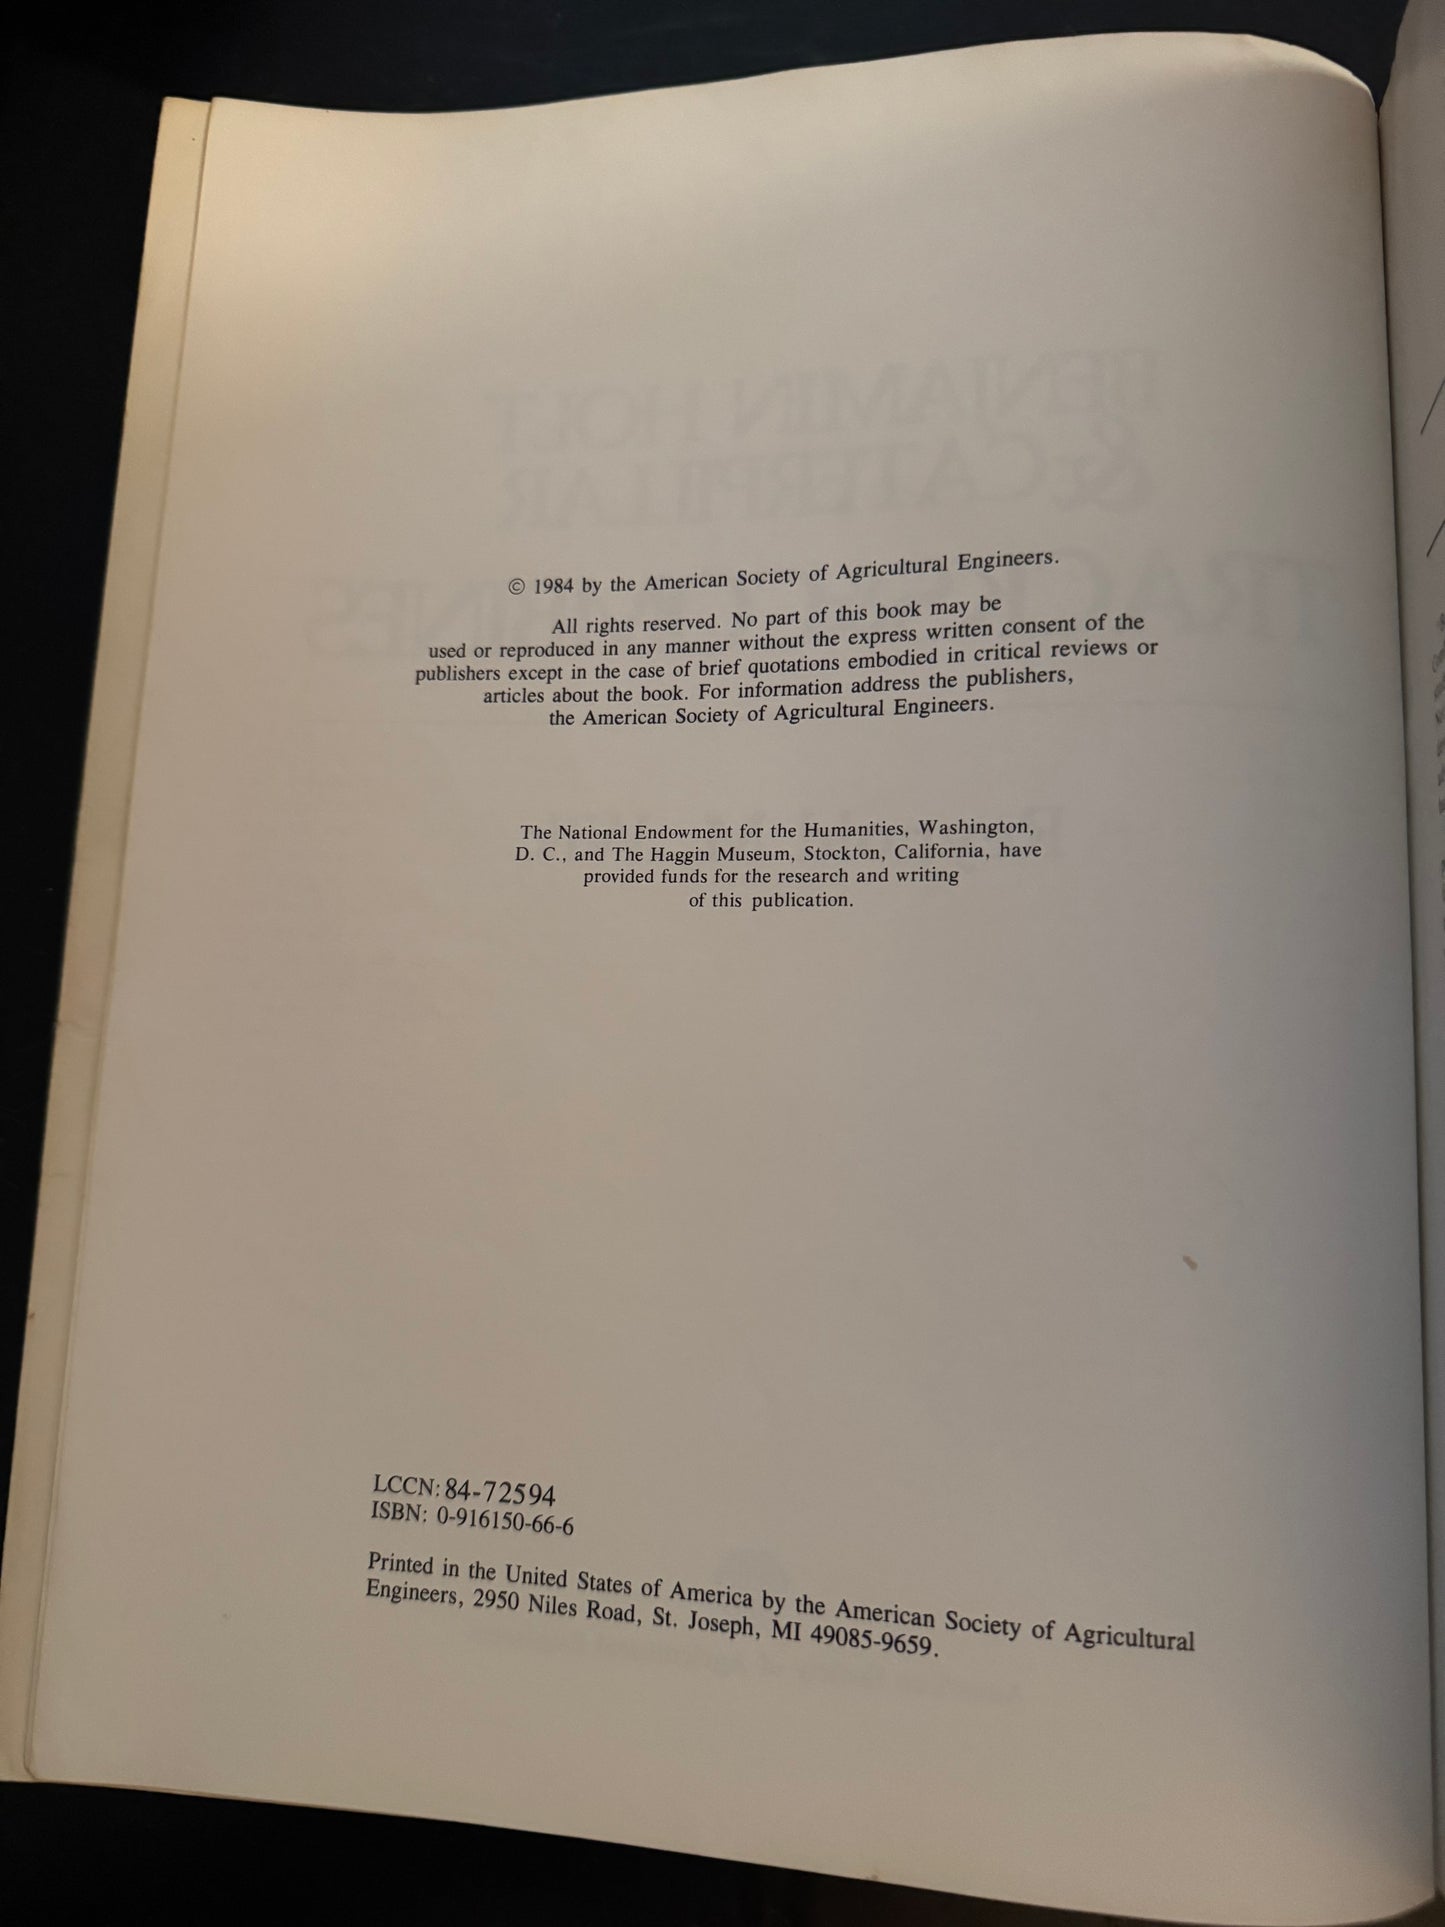 BENJAMIN HOLT
& CATERPILLAR
© 1984 by the American Society of Agricultural Engineers.
All rights reserved. No part of this book may be
used or reproduced in any manner without the express written consent of the
publishers except in the case of brief quotations embodied in critical reviews or
articles about the book. For information address the publishers,
the American Society of Agricultural Engineers.
The National Endowment for the Humanities, Washington,
D. C., and The Haggin Museum, Stockton, California, have
provided funds for the research and writing
of this publication.
LCCN: 84-72594
ISBN: 0-916150-66-6
Printed in the United States of America by the American Society of Agricultural
Engineers, 2950 Niles Road, St. Joseph, MI 49085-9659.